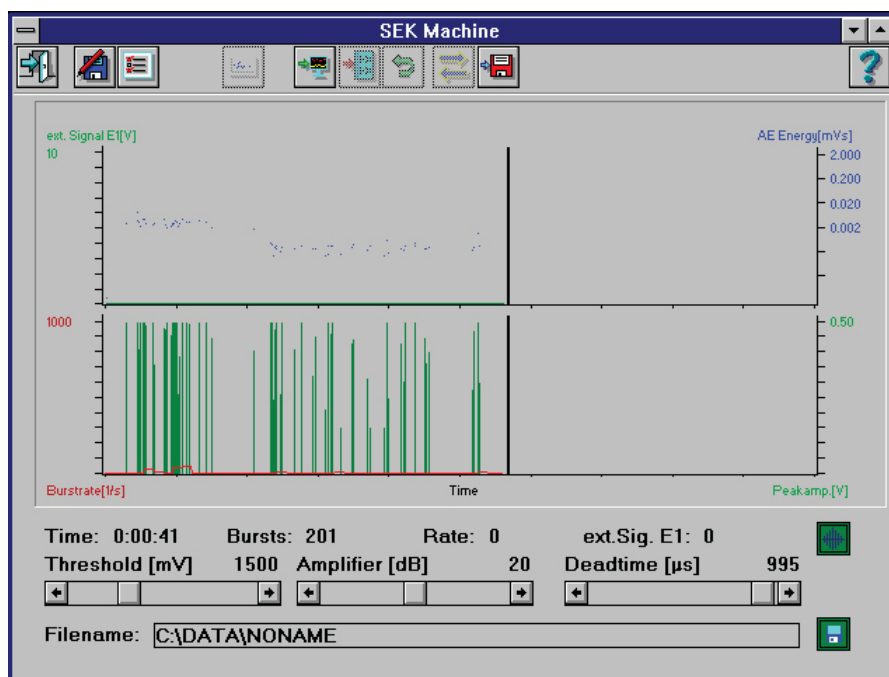 SEK Machine
?
ext. Signal E1[V] AE Energy[mVs]
10 2.000
0.200
0.020
0.002
1000 0.50
Burstrate[1/s] Time Peakamp.[V]
Time: 0:00:41 Bursts: 201 Rate: 0 ext.Sig. E1: 0
Threshold [mV] 1500 Amplifier [dB] 20 Deadtime [µs] 995
Filename: C:\DATA\NONAME